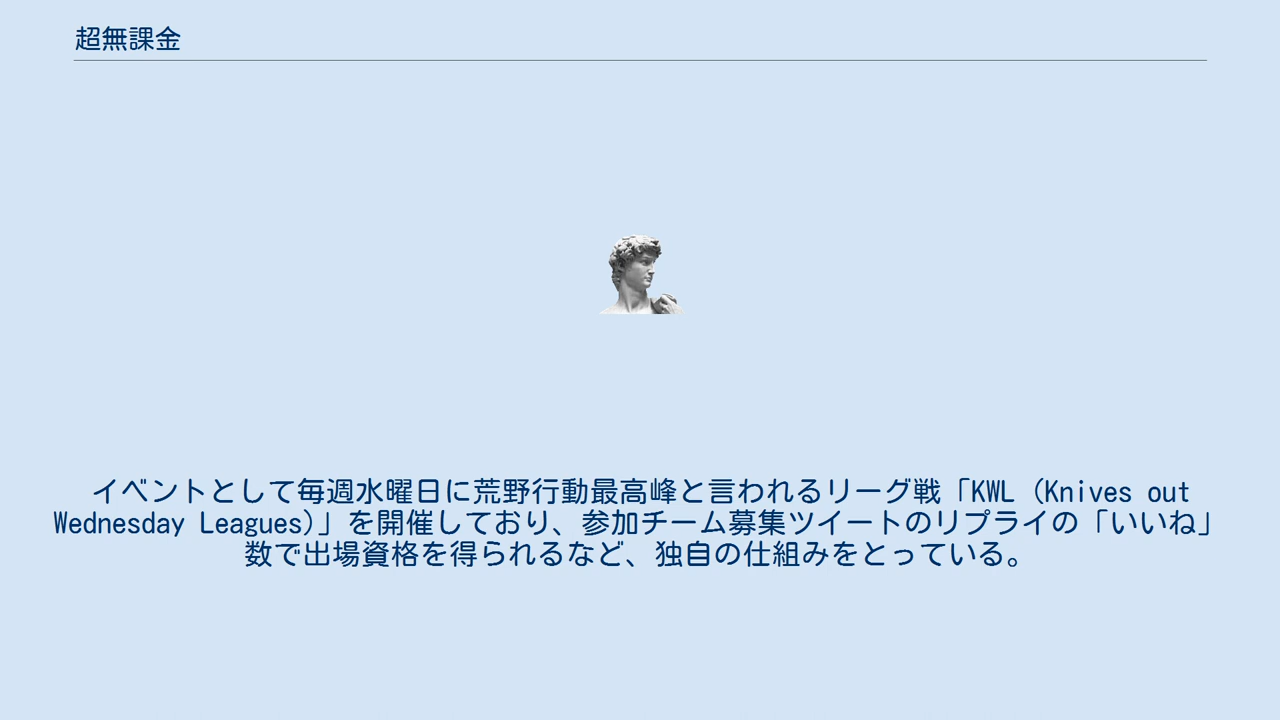 超無課金
イベントとして毎週水曜日に荒野行動最高峰と言われるリーグ戦「KWL (Knives out
Wednesday Leagues)」を開催しており、参加チーム募集ツイートのリプライの「いいね」
数で出場資格を得られるなど、独自の仕組みをとっている。